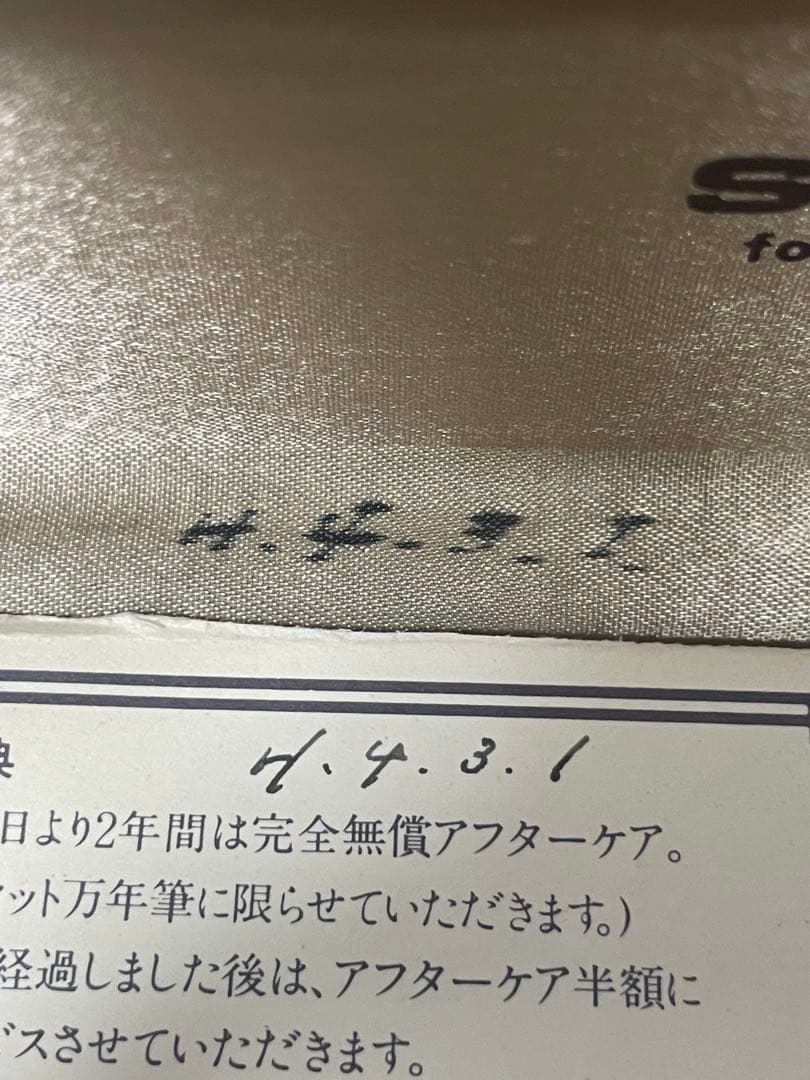 S
fo
H.4.3.1
典 H.4.3.1
日より2年間は完全無償アフターケア。
ット万年筆に限らせていただきます。)
経過しました後は、アフターケア半額に
ビスさせていただきます。